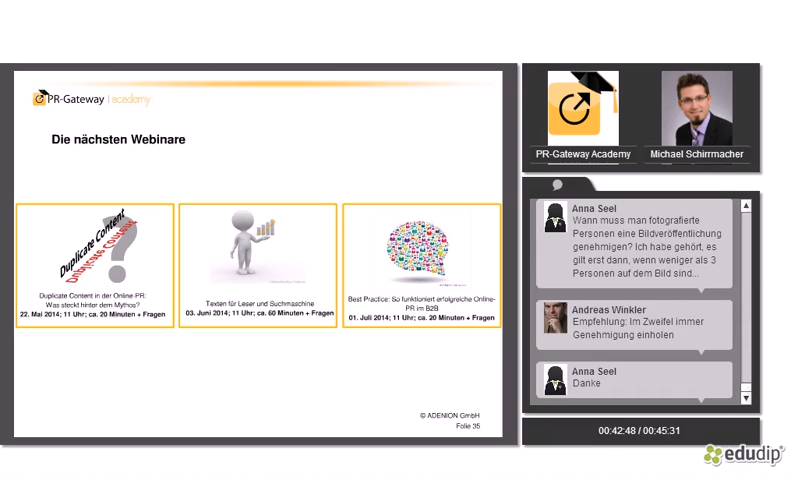 PR-Gateway | academy
Die nächsten Webinare
Duplicate Content
Duplicate Content
?
Duplicate Content in der Online-PR:
Was steckt hinter dem Mythos?
22. Mai 2014; 11 Uhr; ca. 20 Minuten + Fragen
Texten für Leser und Suchmaschine
03. Juni 2014; 11 Uhr; ca. 60 Minuten + Fragen
Best Practice: So funktioniert erfolgreiche Online-
PR im B2B
01. Juli 2014; 11 Uhr; ca. 20 Minuten + Fragen
© ADENION GmbH
Folie 35
PR-Gateway Academy
Michael Schirrmacher
Anna Seel
Wann muss man fotografierte
Personen eine Bildveröffentlichung
genehmigen? Ich habe gehört, es
gilt erst dann, wenn weniger als 3
Personen auf dem Bild sind...
Andreas Winkler
Empfehlung: Im Zweifel immer
Genehmigung einholen
Anna Seel
Danke
00:42:48 / 00:45:31
edudip